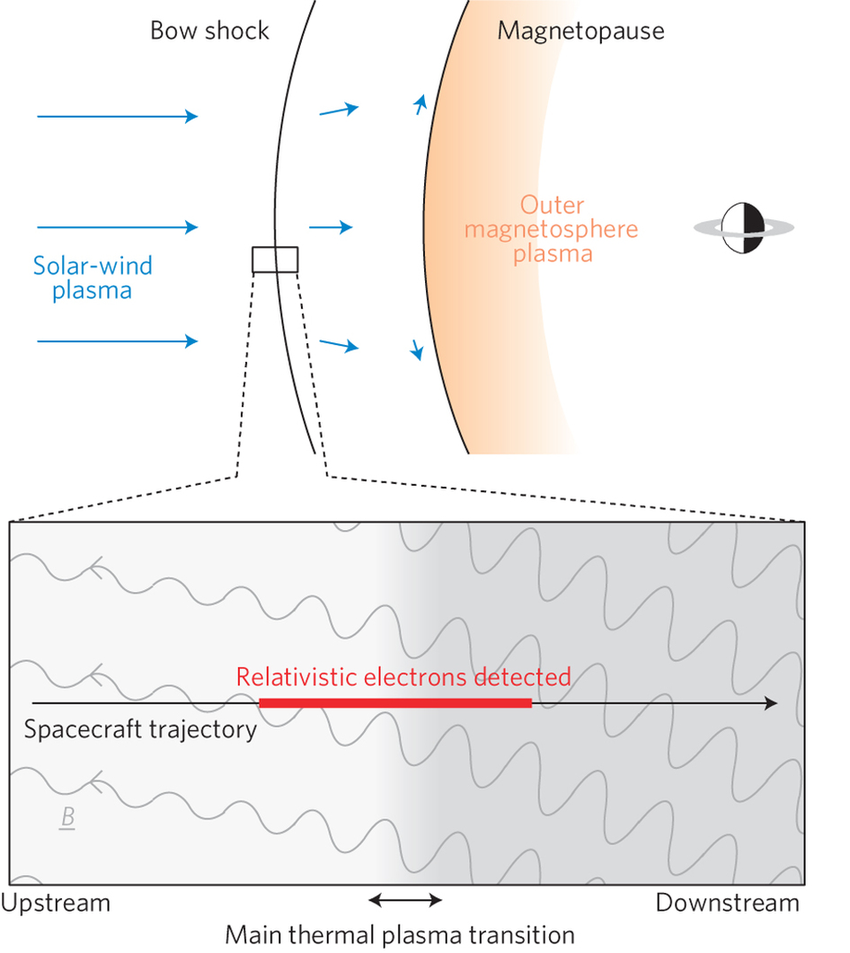 Bow shock
Magnetopause
Outer
magnetosphere
plasma
Solar-wind
plasma
Relativistic electrons detected
Spacecraft trajectory
B
Upstream
Downstream
Main thermal plasma transition